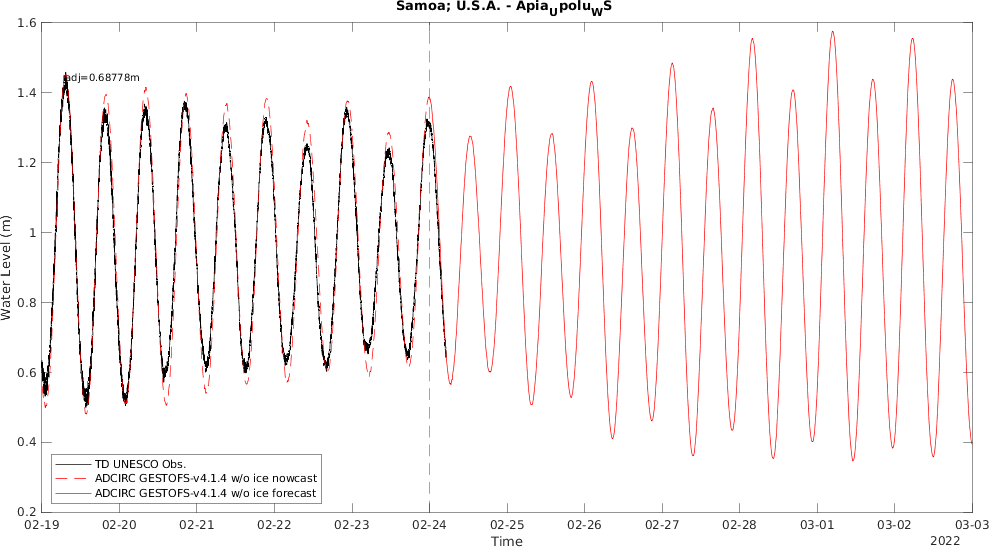 Samoa; U.S.A. - ApiaUpoluWS
adj=0.68778m
1.6
1.4
1.2
1
0.8
0.6
0.4
0.2
Water Level (m)
TD UNESCO Obs.
ADCIRC GESTOFS-v4.1.4 w/o ice nowcast
ADCIRC GESTOFS-v4.1.4 w/o ice forecast
02-19 02-20 02-21 02-22 02-23 02-24 02-25 02-26 02-27 02-28 03-01 03-02 03-03
Time
2022